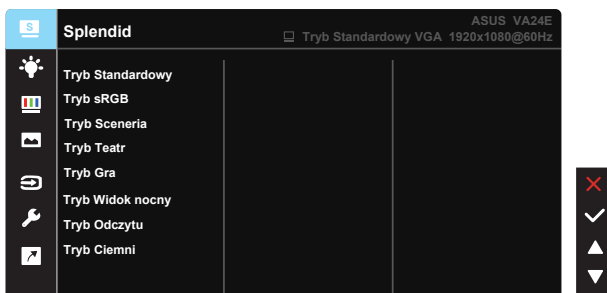 S
Splendid
ASUS VA24E
Tryb Standardowy VGA 1920x1080@60Hz
Tryb Standardowy
Tryb sRGB
Tryb Sceneria
Tryb Teatr
Tryb Gra
Tryb Widok nocny
Tryb Odczytu
Tryb Ciemni